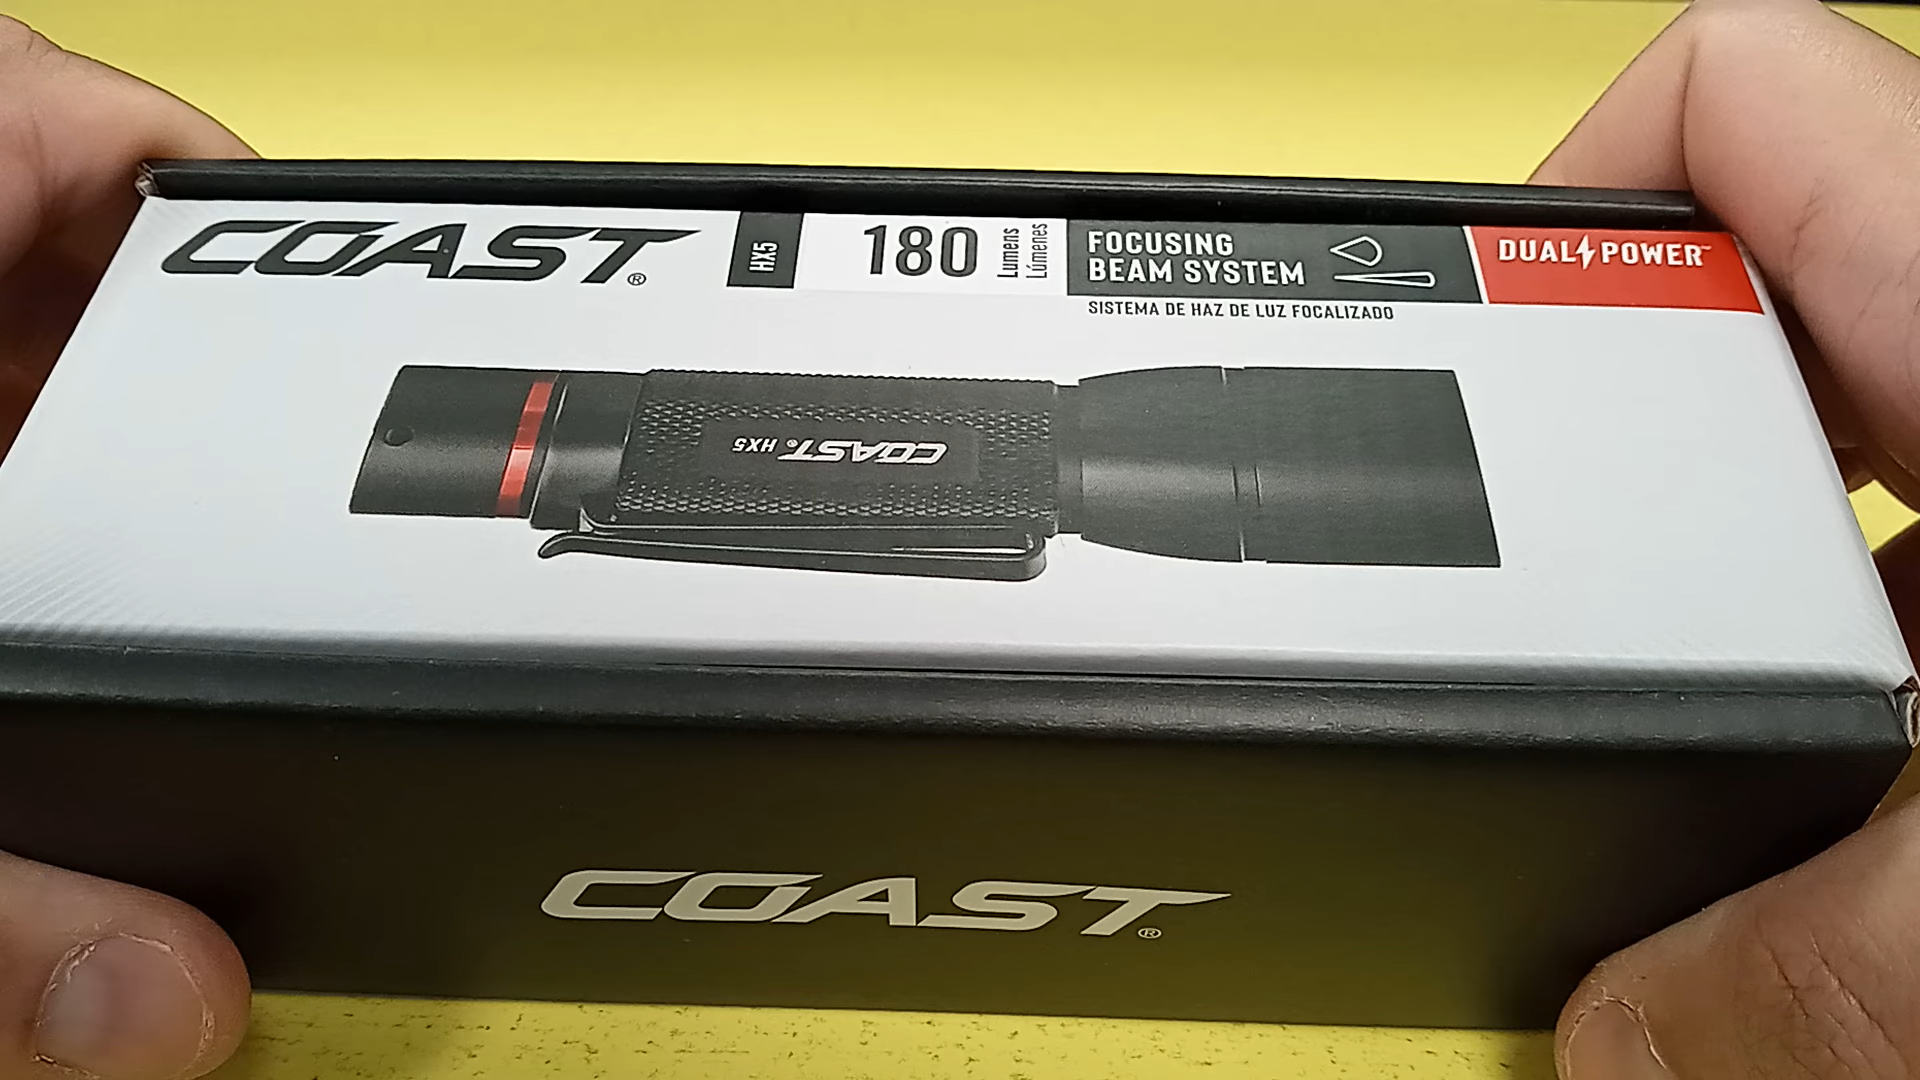 COAST®
HX5
180
Lumens
Lúmenes
FOCUSING
BEAM SYSTEM
SISTEMA DE HAZ DE LUZ FOCALIZADO
DUAL POWER™
COAST® HX5
COAST®